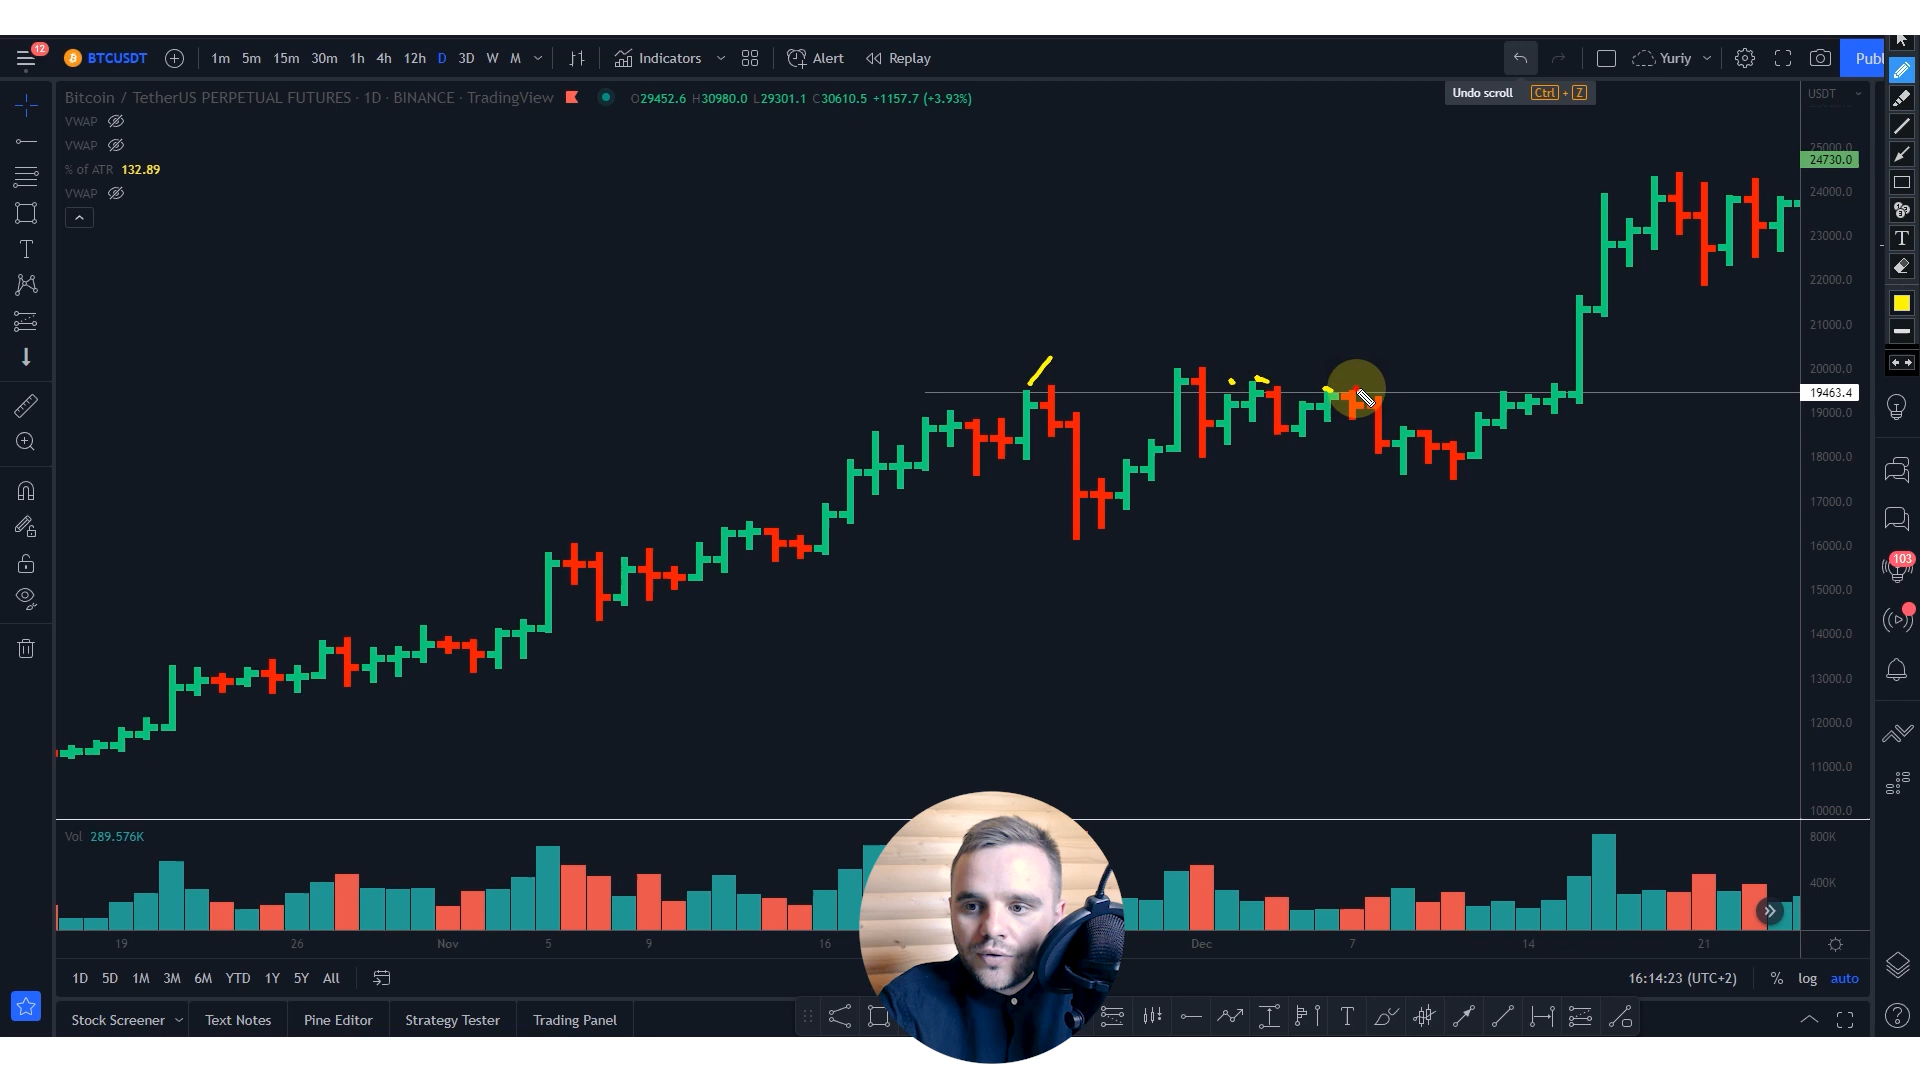 12
BTCUSDT 1m 5m 15m 30m 1h 4h 12h D 3D W M Indicators Alert Replay Yuriy Publ
Bitcoin / TetherUS PERPETUAL FUTURES · 1D · BINANCE · TradingView O29452.6 H30980.0 L29301.1 C30610.5 +1157.7 (+3.93%)
Undo scroll Ctrl + Z
USDT
VWAP
VWAP
% of ATR 132.89
VWAP
25000.0
24730.0
24000.0
23000.0
22000.0
21000.0
20000.0
19463.4
19000.0
18000.0
17000.0
16000.0
15000.0
14000.0
13000.0
12000.0
11000.0
10000.0
103
Vol 289.576K
800K
400K
19 26 Nov 5 9 16 Dec 7 14 21
1D 5D 1M 3M 6M YTD 1Y 5Y All 16:14:23 (UTC+2) % log auto
Stock Screener Text Notes Pine Editor Strategy Tester Trading Panel